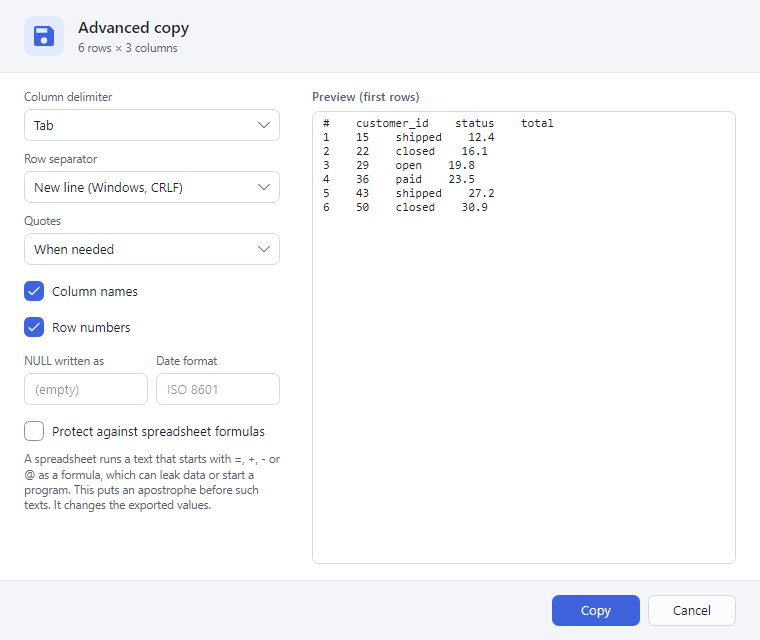 Advanced copy
6 rows × 3 columns
Column delimiter
Tab
Row separator
New line (Windows, CRLF)
Quotes
When needed
Column names
Row numbers
NULL written as
Date format
(empty)
ISO 8601
Protect against spreadsheet formulas
A spreadsheet runs a text that starts with =, +, - or
@ as a formula, which can leak data or start a
program. This puts an apostrophe before such
texts. It changes the exported values.
Preview (first rows)
# customer_id status total
1 15 shipped 12.4
2 22 closed 16.1
3 29 open 19.8
4 36 paid 23.5
5 43 shipped 27.2
6 50 closed 30.9
Copy
Cancel